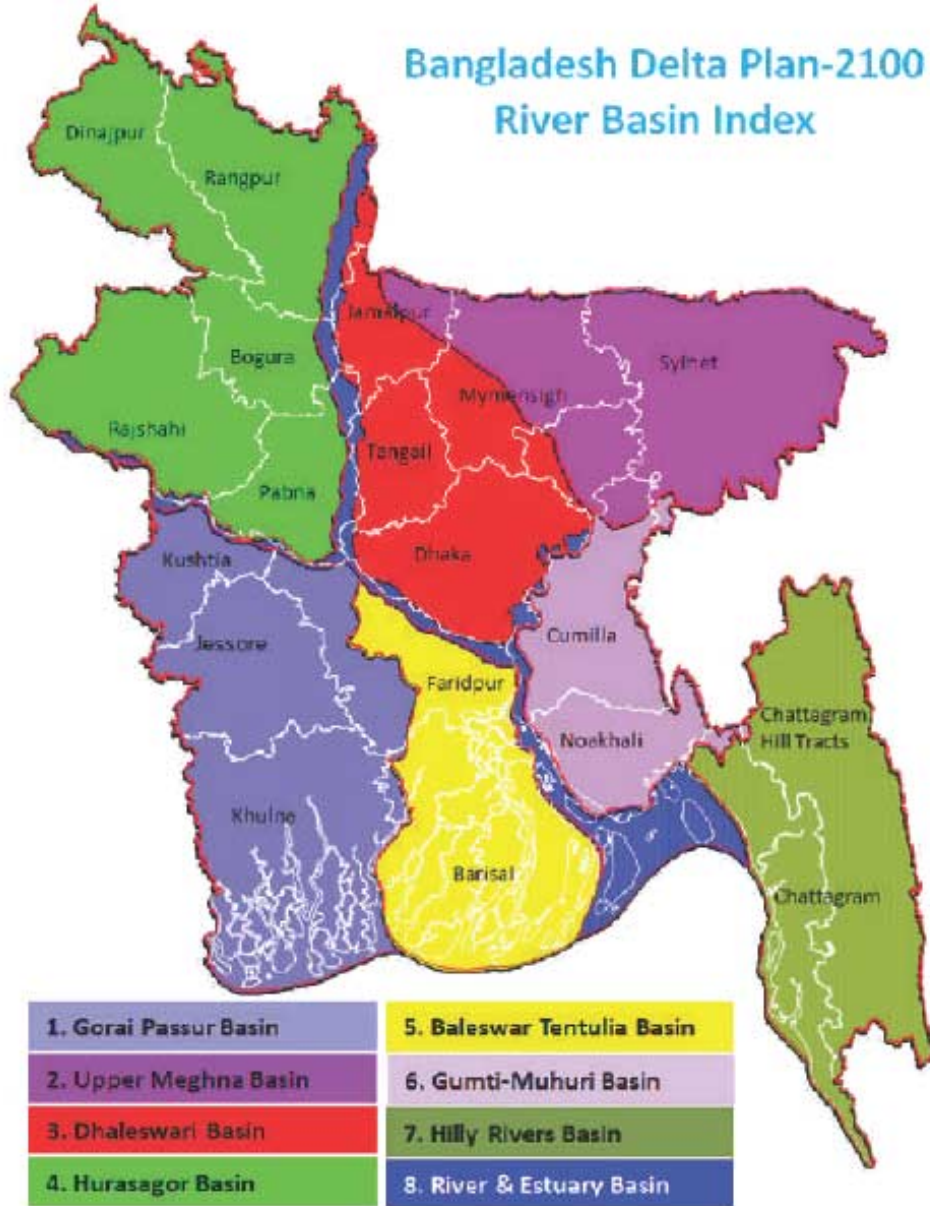 Bangladesh Delta Plan-2100
River Basin Index
Dinajpur
Rangpur
Jamalpur
Bogura
Sylhet
Mymensigh
Rajshahi
Tangail
Pabna
Dhaka
Kushtia
Jessore
Cumilla
Faridpur
Noakhali
Chattagram
Hill Tracts
Khulna
Barisal
Chattagram
1. Gorai Passur Basin
2. Upper Meghna Basin
3. Dhaleswari Basin
4. Hurasagor Basin
5. Baleswar Tentulia Basin
6. Gumti-Muhuri Basin
7. Hilly Rivers Basin
8. River & Estuary Basin